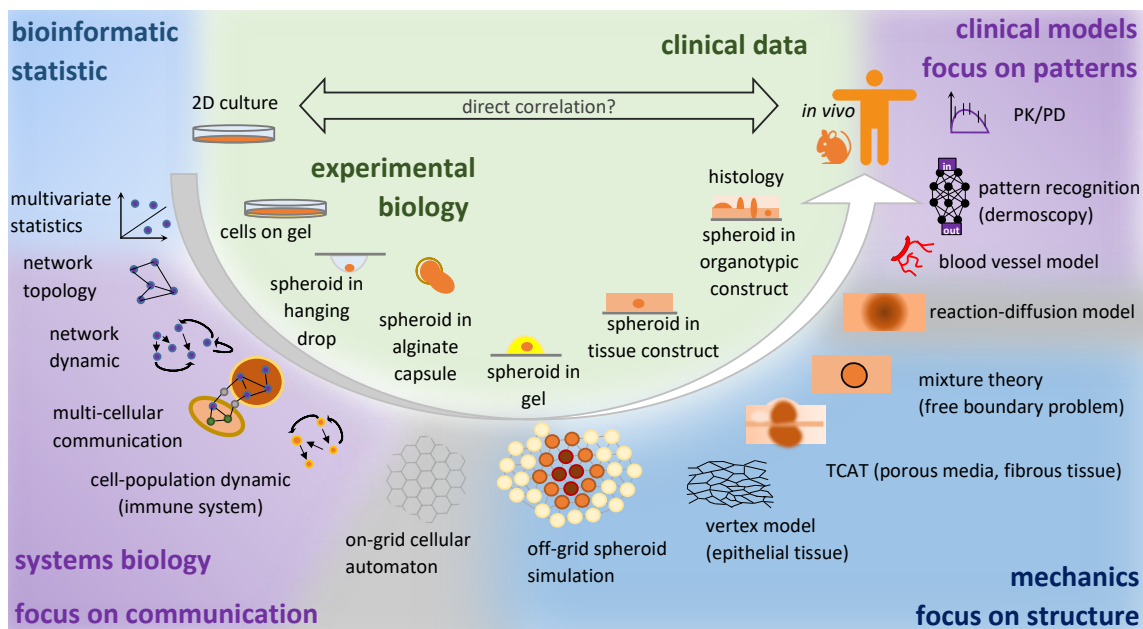 bioinformatic
statistic
clinical data
clinical models
focus on patterns
2D culture
direct correlation?
in vivo
PK/PD
experimental
biology
histology
multivariate
statistics
cells on gel
pattern recognition
(dermoscopy)
in
out
spheroid in
organotypic
construct
network
topology
spheroid in
hanging
drop
blood vessel model
spheroid in
alginate
capsule
spheroid in
tissue construct
reaction-diffusion model
network
dynamic
spheroid in
gel
mixture theory
(free boundary problem)
multi-cellular
communication
TCAT (porous media, fibrous tissue)
cell-population dynamic
(immune system)
on-grid cellular
automaton
off-grid spheroid
simulation
vertex model
(epithelial tissue)
systems biology
focus on communication
mechanics
focus on structure